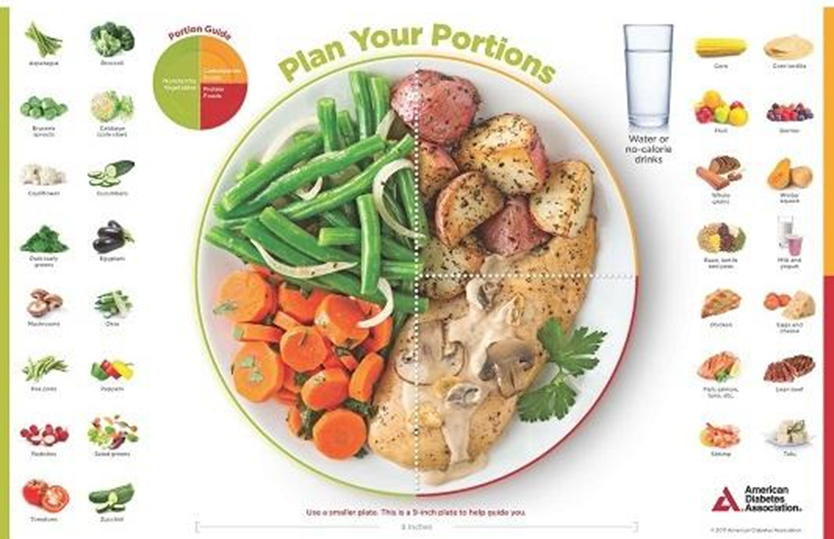 Portion Guide
Nonstarchy
Vegetables
Carbohydrate
Foods
Protein
Foods
Plan Your Portions
Asparagus
Broccoli
Brussels
sprouts
Cabbage
Cauliflower
Cucumbers
Dark leafy
greens
Eggplant
Mushrooms
Okra
Pea pods
Peppers
Radishes
Salad greens
Tomatoes
Zucchini
Water or
no-calorie
drinks
Corn
Corn tortilla
Fruit
Berries
Whole
grains
Winter
squash
Beans, lentils
and peas
Milk and
yogurt
Chicken
Eggs and
cheese
Fish, salmon,
tuna, etc.
Lean beef
Shrimp
Tofu
Use a smaller plate. This is a 9-inch plate to help guide you.
9 inches
American
Diabetes
Association.
American Diabetes Association